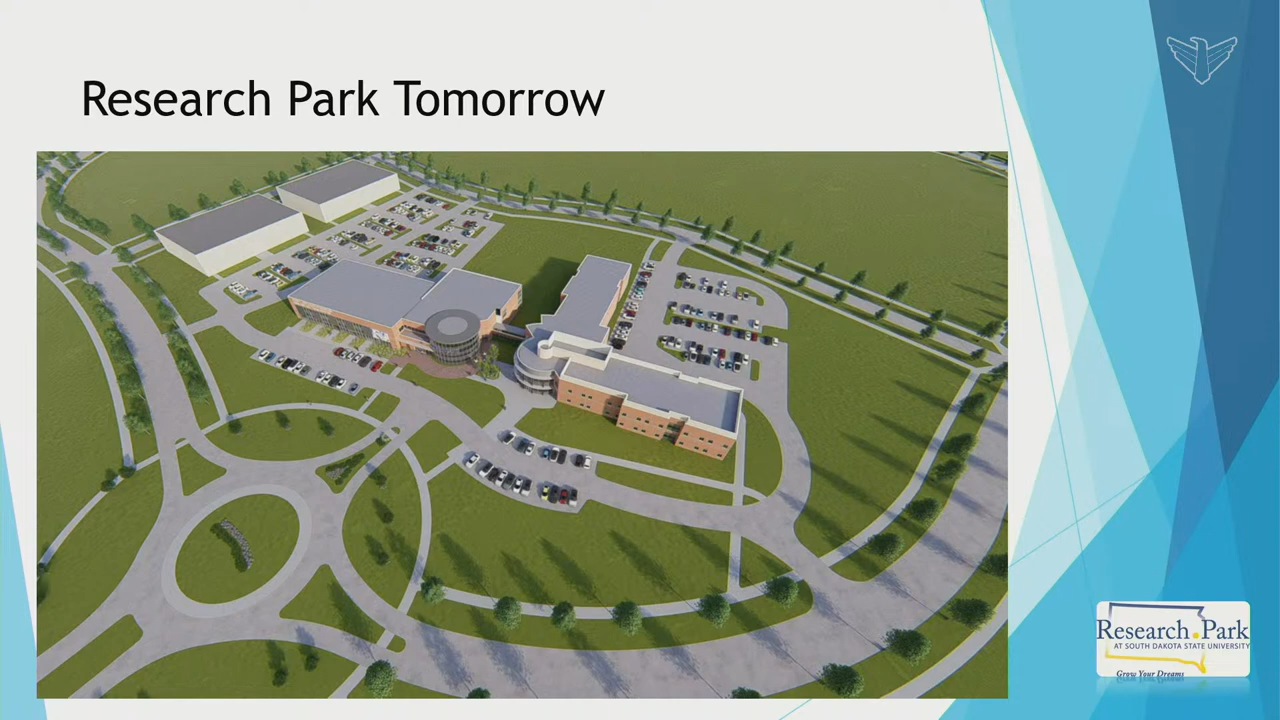 Research Park Tomorrow
Research Park
AT SOUTH DAKOTA STATE UNIVERSITY
Grow Your Dreams